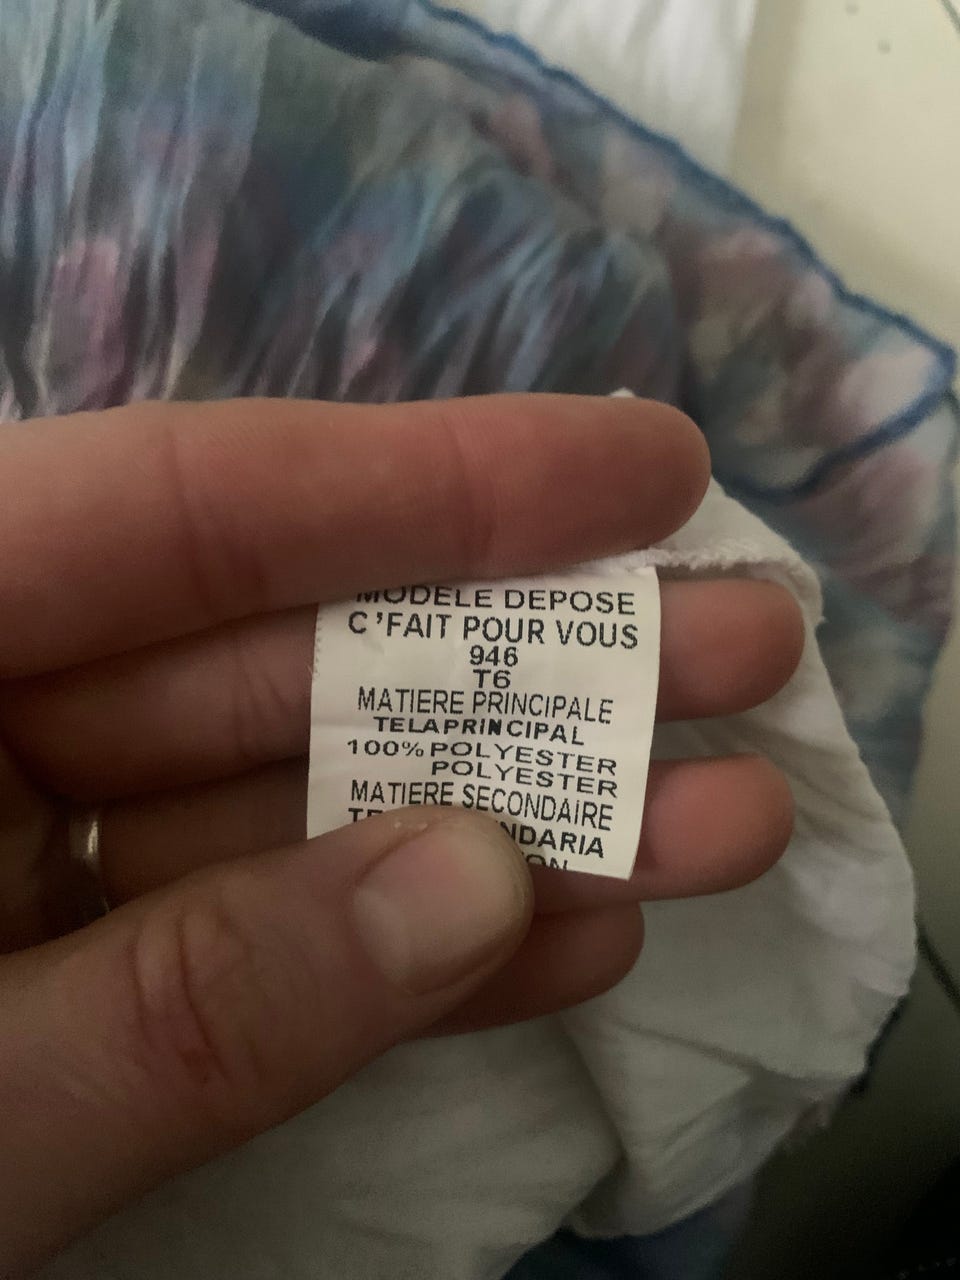 MODELE DEPOSE
C'FAIT POUR VOUS
946
T6
MATIERE PRINCIPALE
TELAPRINCIPAL
100% POLYESTER
POLYESTER
MATIERE SECONDAIRE